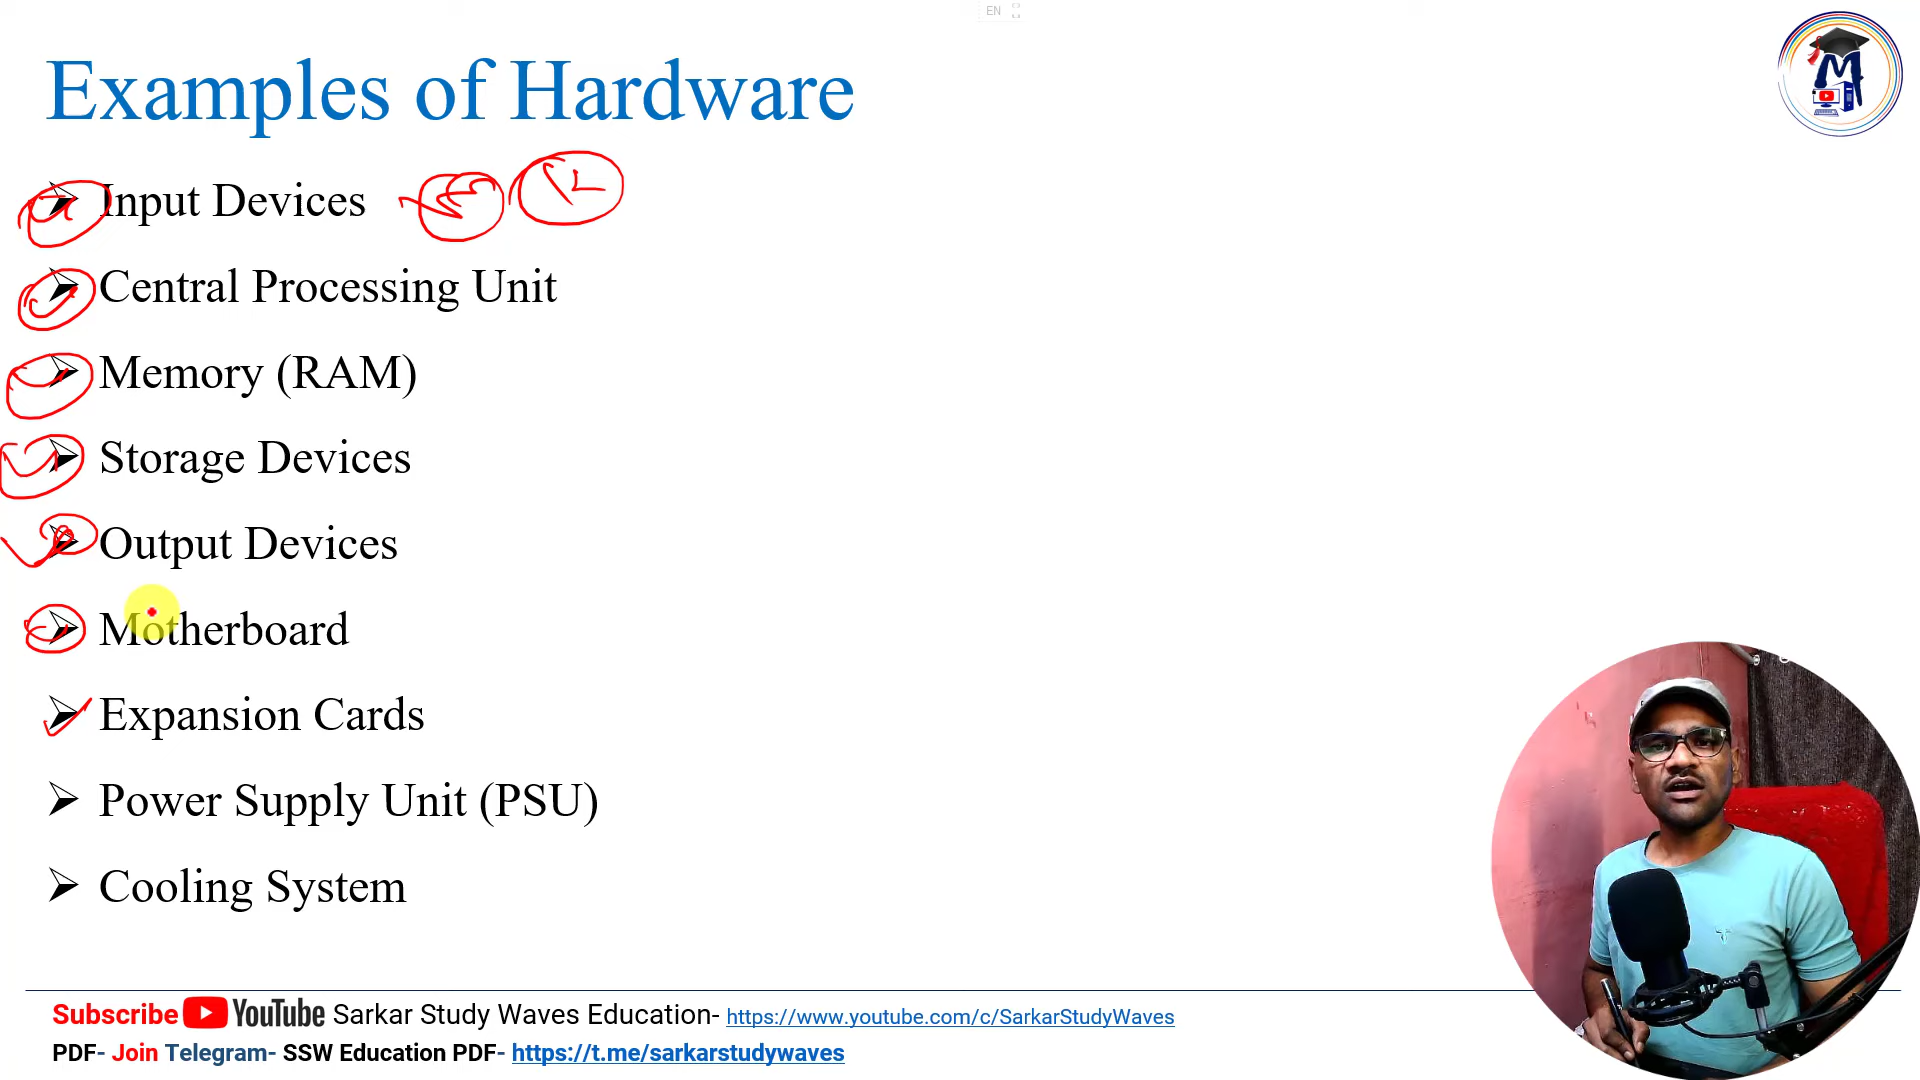 EN
Examples of Hardware
Input Devices
Central Processing Unit
Memory (RAM)
Storage Devices
Output Devices
Motherboard
Expansion Cards
Power Supply Unit (PSU)
Cooling System
Subscribe YouTube Sarkar Study Waves Education- https://www.youtube.com/c/SarkarStudyWaves
PDF- Join Telegram- SSW Education PDF- https://t.me/sarkarstudywaves